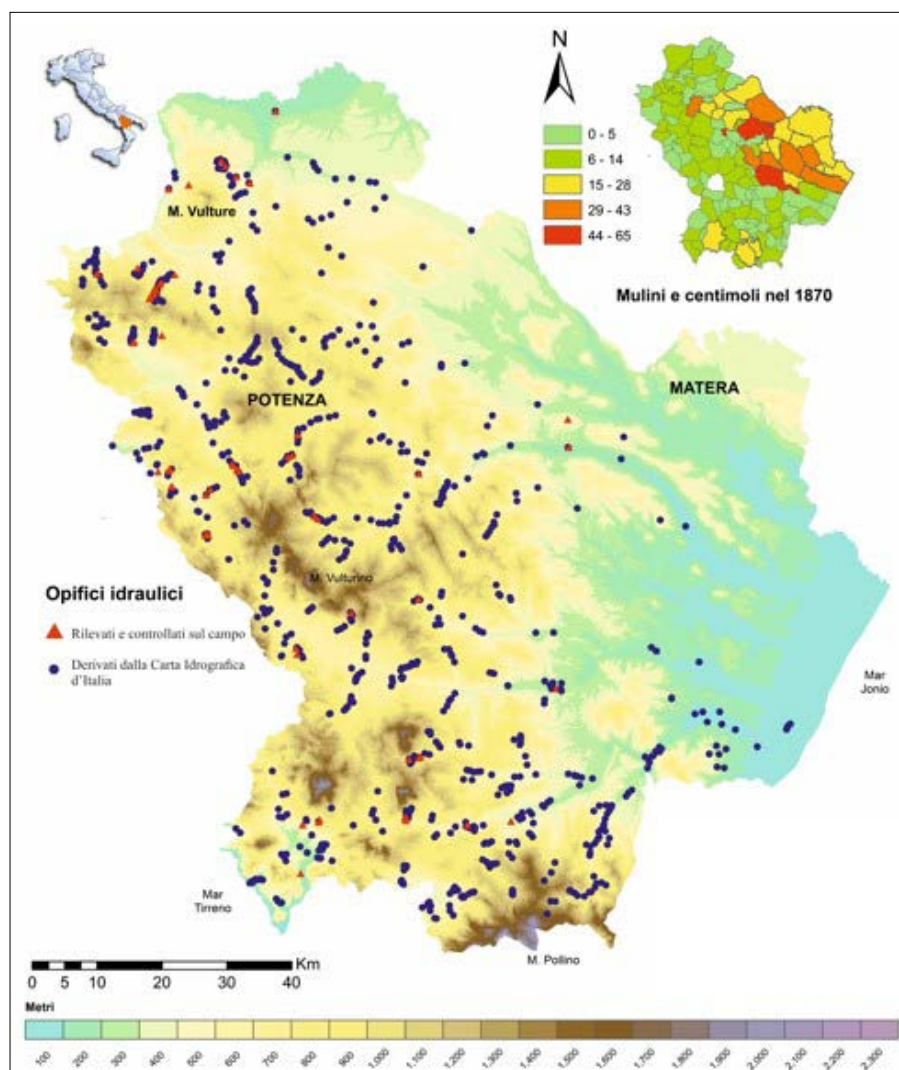 N
0 - 5
6 - 14
15 - 28
29 - 43
44 - 65
Mulini e centimoli nel 1870
M. Vulture
POTENZA
MATERA
M. Vulturino
Opifici idraulici
Rilevati e controllati sul campo
Derivati dalla Carta Idrografica
d'Italia
Mar
Jonio
Mar
Tirreno
M. Pollino
Km
0 5 10 20 30 40
Metri
100 200 300 400 500 600 700 800 900 1,000 1,100 1,200 1,300 1,400 1,500 1,600 1,700 1,800 1,900 2,000 2,100 2,200 2,300